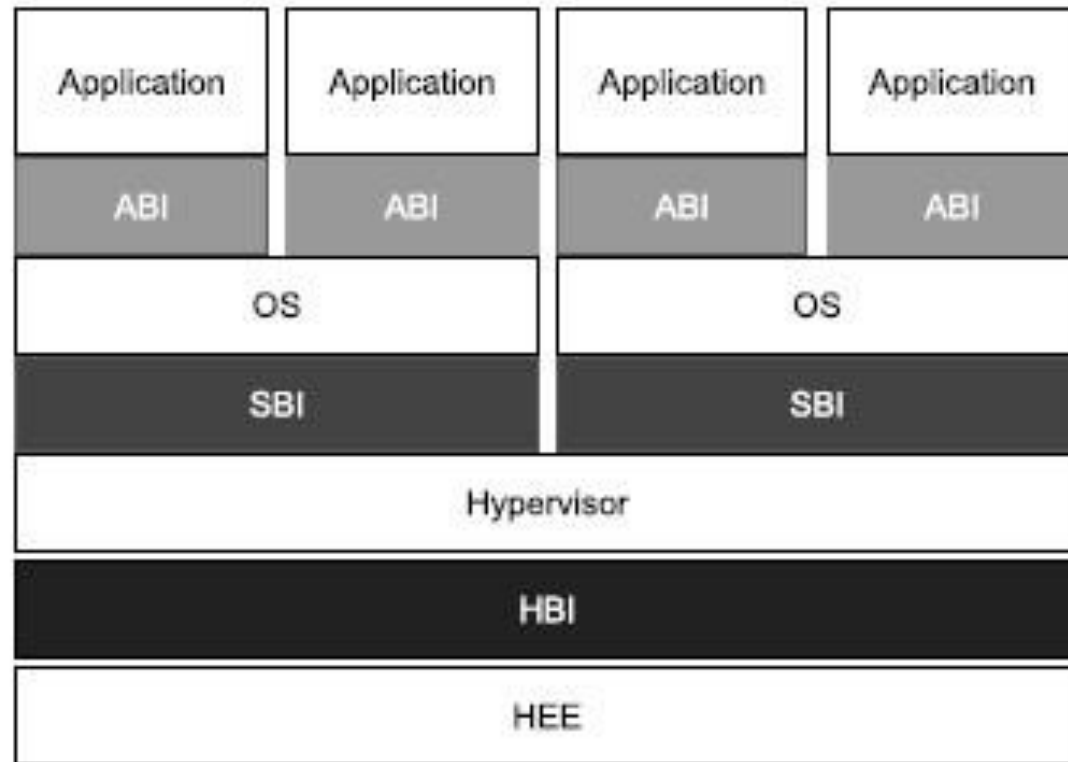 Application Application Application Application
ABI ABI ABI ABI
OS OS
SBI SBI
Hypervisor
HBI
HEE